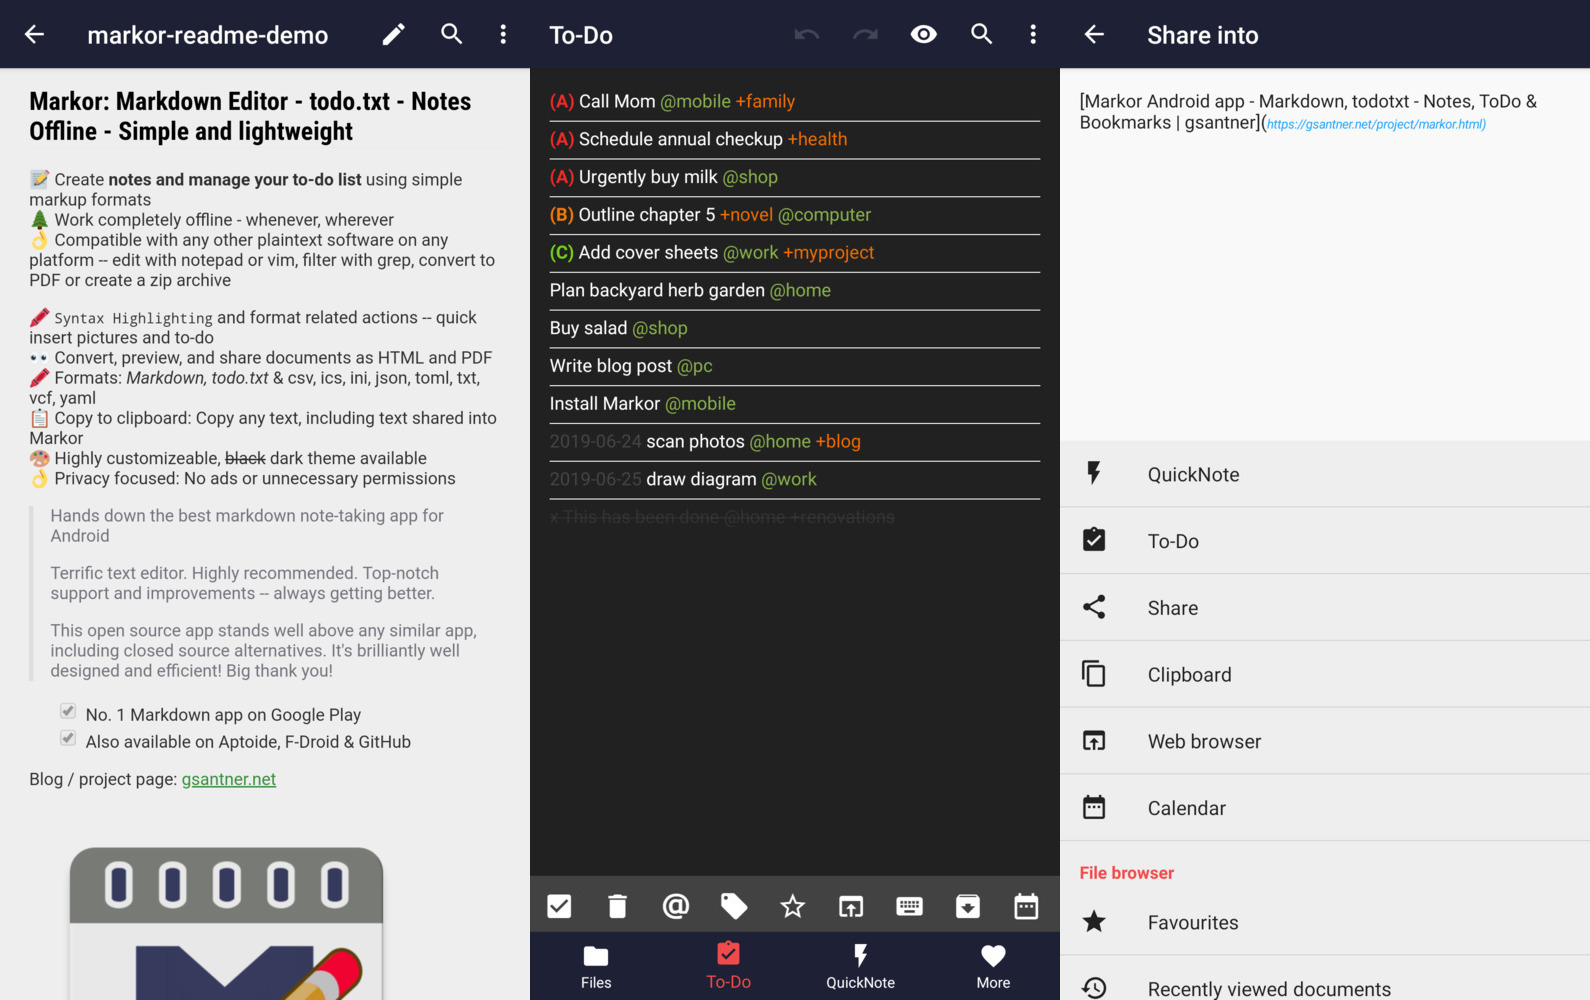 markor-readme-demo
Markor: Markdown Editor - todo.txt - Notes
Offline - Simple and lightweight
Create notes and manage your to-do list using simple
markup formats
Work completely offline - whenever, wherever
Compatible with any other plaintext software on any
platform -- edit with notepad or vim, filter with grep, convert to
PDF or create a zip archive
Syntax Highlighting and format related actions -- quick
insert pictures and to-do
Convert, preview, and share documents as HTML and PDF
Formats: Markdown, todo.txt & csv, ics, ini, json, toml, txt,
vcf, yaml
Copy to clipboard: Copy any text, including text shared into
Markor
Highly customizeable, black dark theme available
Privacy focused: No ads or unnecessary permissions
Hands down the best markdown note-taking app for
Android
Terrific text editor. Highly recommended. Top-notch
support and improvements -- always getting better.
This open source app stands well above any similar app,
including closed source alternatives. It's brilliantly well
designed and efficient! Big thank you!
No. 1 Markdown app on Google Play
Also available on Aptoide, F-Droid & GitHub
Blog / project page: gsantner.net
To-Do
(A) Call Mom @mobile +family
(A) Schedule annual checkup +health
(A) Urgently buy milk @shop
(B) Outline chapter 5 +novel @computer
(C) Add cover sheets @work +myproject
Plan backyard herb garden @home
Buy salad @shop
Write blog post @pc
Install Markor @mobile
2019-06-24 scan photos @home +blog
2019-06-25 draw diagram @work
x This has been done @home +renovations
Files
To-Do
QuickNote
More
Share into
[Markor Android app - Markdown, todotxt - Notes, ToDo &
Bookmarks | gsantner](https://gsantner.net/project/markor.html)
QuickNote
To-Do
Share
Clipboard
Web browser
Calendar
File browser
Favourites
Recently viewed documents